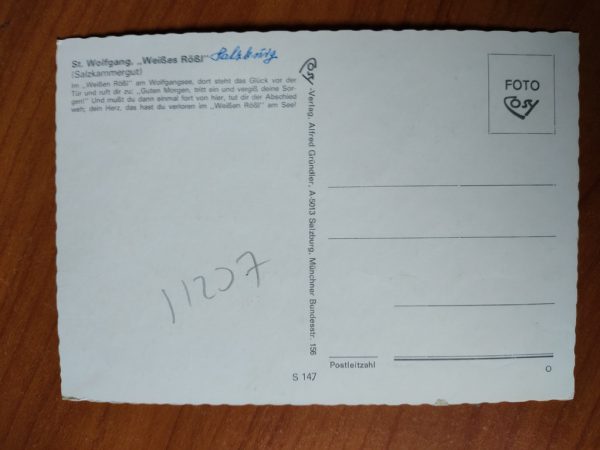 St. Wolfgang, „Weißes Rößl" Salzburg
(Salzkammergut)
Im „Weißen Rößl" am Wolfgangsee, dort steht das Glück vor der
Tür und ruft dir zu: „Guten Morgen, tritt ein und vergiß deine Sor-
gen!" Und mußt du dann einmal fort von hier, tut dir der Abschied
weh; dein Herz, das hast du verloren im „Weißen Rößl" am See!
Cosy-Verlag, Alfred Gründler, A-5013 Salzburg, Münchner Bundesstr. 156
FOTO
Cosy
11207
Postleitzahl
S 147
O